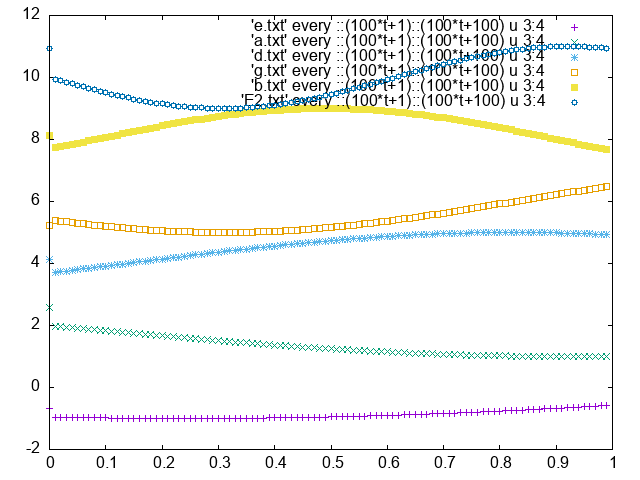 12
'e.txt' every ::(100*t+1)::(100*t+100) u 3:4
'a.txt' every ::(100*t+1)::(100*t+100) u 3:4
'd.txt' every ::(100*t+1)::(100*t+100) u 3:4
'g.txt' every ::(100*t+1)::(100*t+100) u 3:4
'b.txt' every ::(100*t+1)::(100*t+100) u 3:4
'F2.txt' every ::(100*t+1)::(100*t+100) u 3:4
10
8
6
4
2
0
-2
0 0.1 0.2 0.3 0.4 0.5 0.6 0.7 0.8 0.9 1